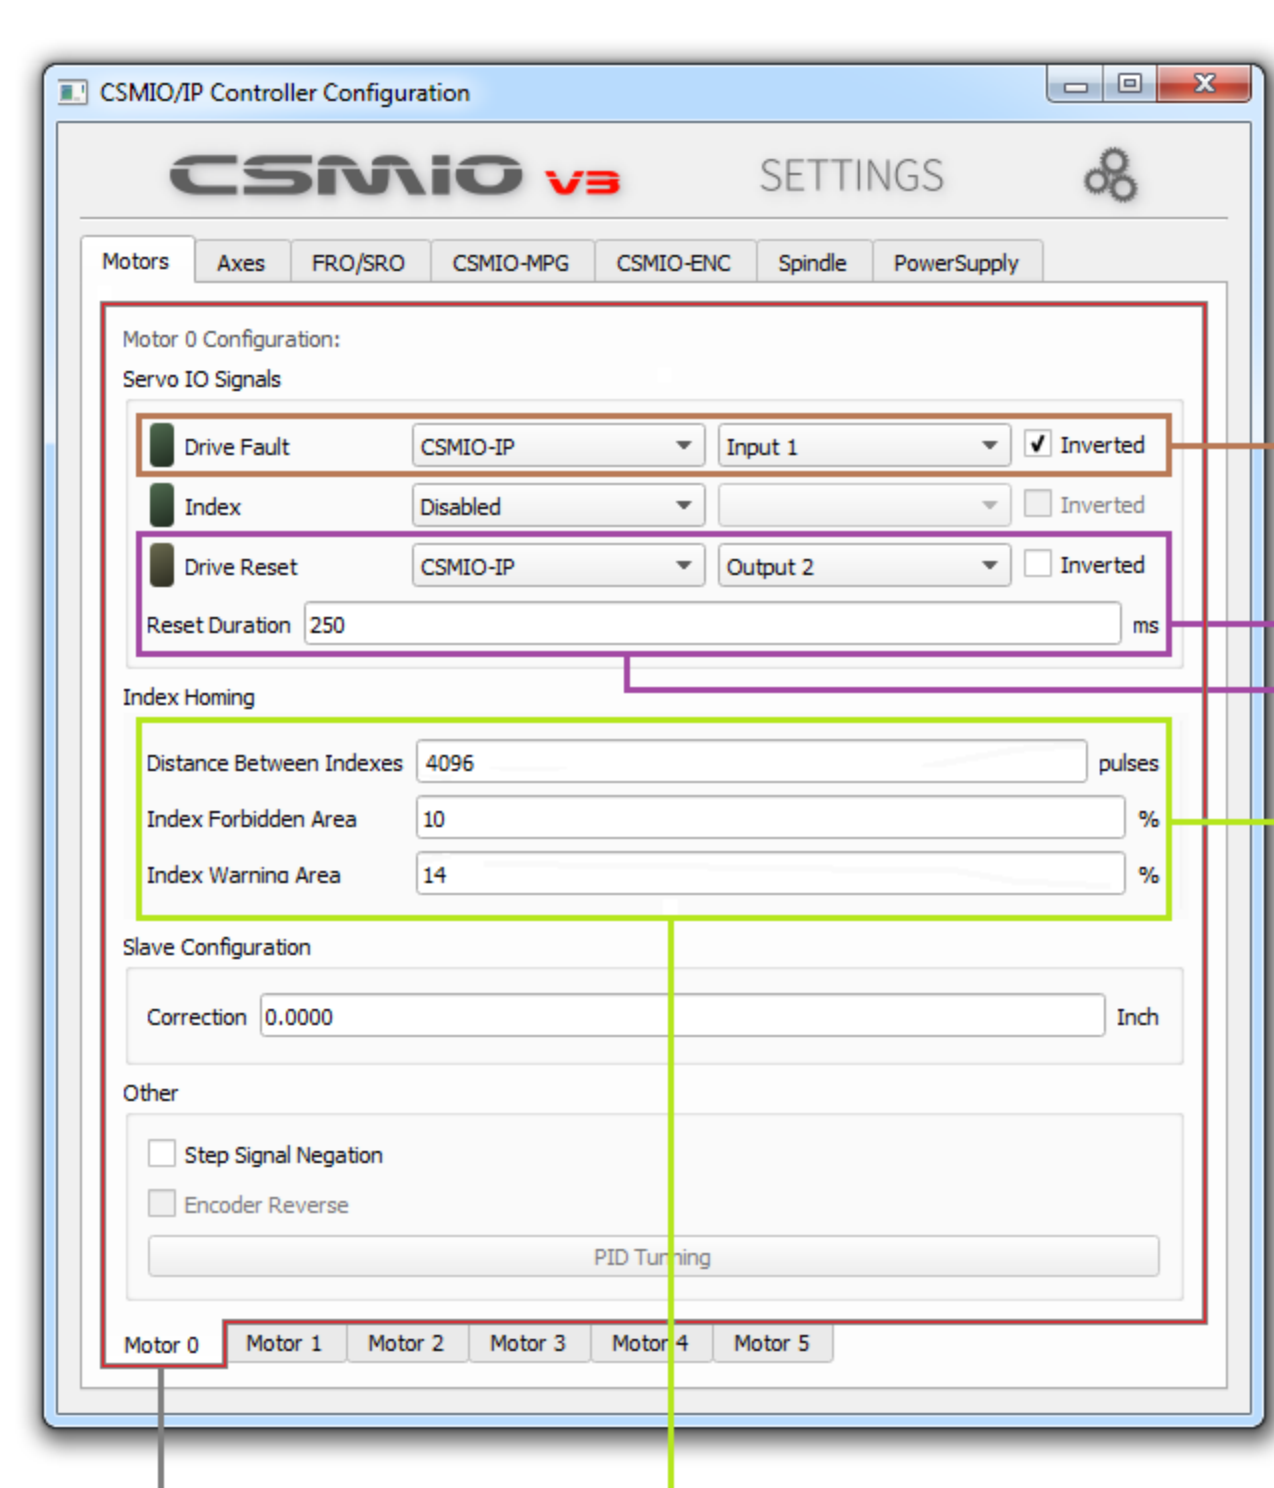 CSMIO/IP Controller Configuration
CSMIO v3 SETTINGS
Motors Axes FRO/SRO CSMIO-MPG CSMIO-ENC Spindle PowerSupply
Motor 0 Configuration:
Servo IO Signals
Drive Fault CSMIO-IP Input 1 Inverted
Index Disabled Inverted
Drive Reset CSMIO-IP Output 2 Inverted
Reset Duration 250 ms
Index Homing
Distance Between Indexes 4096 pulses
Index Forbidden Area 10 %
Index Warning Area 14 %
Slave Configuration
Correction 0.0000 Inch
Other
Step Signal Negation
Encoder Reverse
PID Tunning
Motor 0 Motor 1 Motor 2 Motor 3 Motor 4 Motor 5